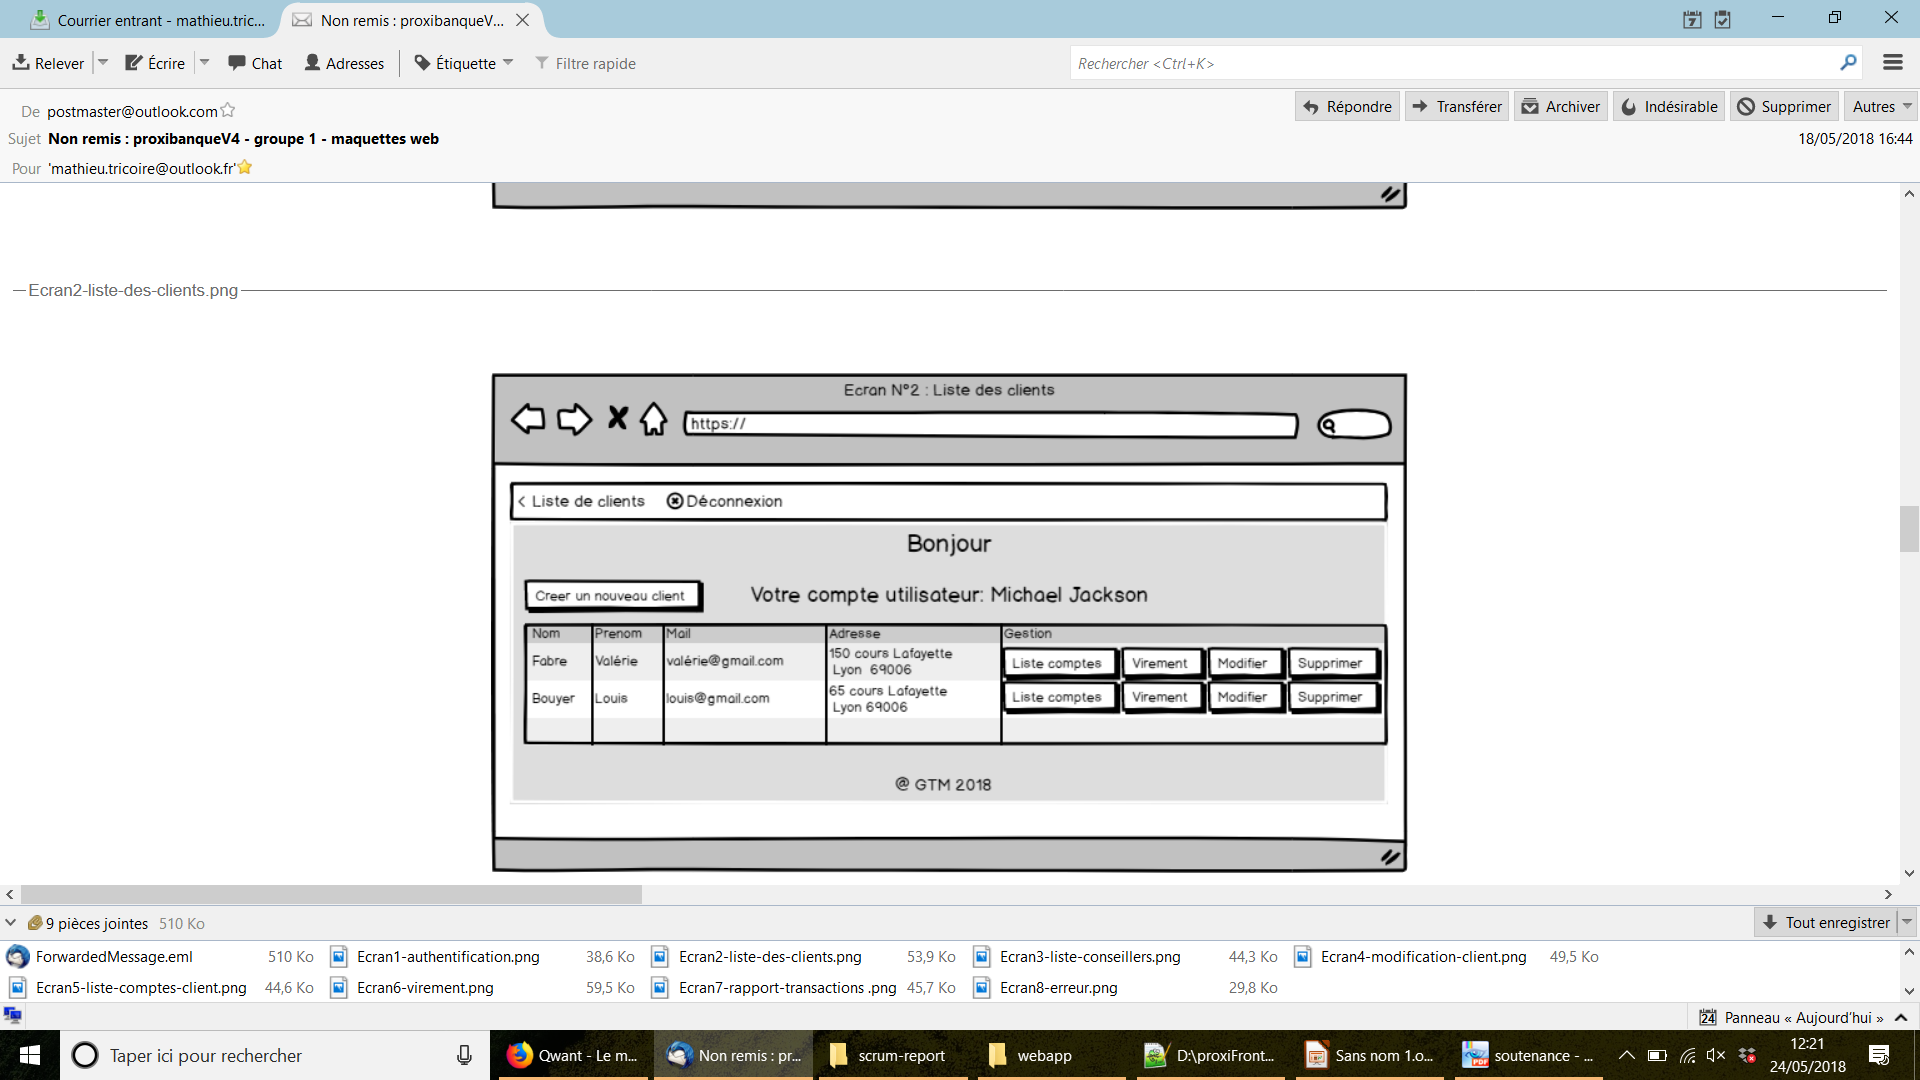 Courrier entrant - mathieu.tric...
Non remis : proxibanqueV...
Relever
Écrire
Chat
Adresses
Étiquette
Filtre rapide
Rechercher <Ctrl+K>
De postmaster@outlook.com
Répondre
Transférer
Archiver
Indésirable
Supprimer
Autres
Sujet Non remis : proxibanqueV4 - groupe 1 - maquettes web
18/05/2018 16:44
Pour 'mathieu.tricoire@outlook.fr'
Ecran2-liste-des-clients.png
Ecran N°2 : Liste des clients
https://
< Liste de clients
Déconnexion
Bonjour
Creer un nouveau client
Votre compte utilisateur: Michael Jackson
Nom Prenom Mail Adresse Gestion
Fabre Valérie valérie@gmail.com 150 cours Lafayette Liste comptes Virement Modifier Supprimer
Lyon 69006
Bouyer Louis louis@gmail.com 65 cours Lafayette Liste comptes Virement Modifier Supprimer
Lyon 69006
@ GTM 2018
9 pièces jointes 510 Ko
Tout enregistrer
ForwardedMessage.eml 510 Ko Ecran1-authentification.png 38,6 Ko Ecran2-liste-des-clients.png 53,9 Ko Ecran3-liste-conseillers.png 44,3 Ko Ecran4-modification-client.png 49,5 Ko
Ecran5-liste-comptes-client.png 44,6 Ko Ecran6-virement.png 59,5 Ko Ecran7-rapport-transactions .png 45,7 Ko Ecran8-erreur.png 29,8 Ko
24 Panneau « Aujourd'hui »
Taper ici pour rechercher
Qwant - Le m...
Non remis : pr...
scrum-report
webapp
D:\proxiFront...
Sans nom 1.o...
soutenance - ...
12:21
24/05/2018